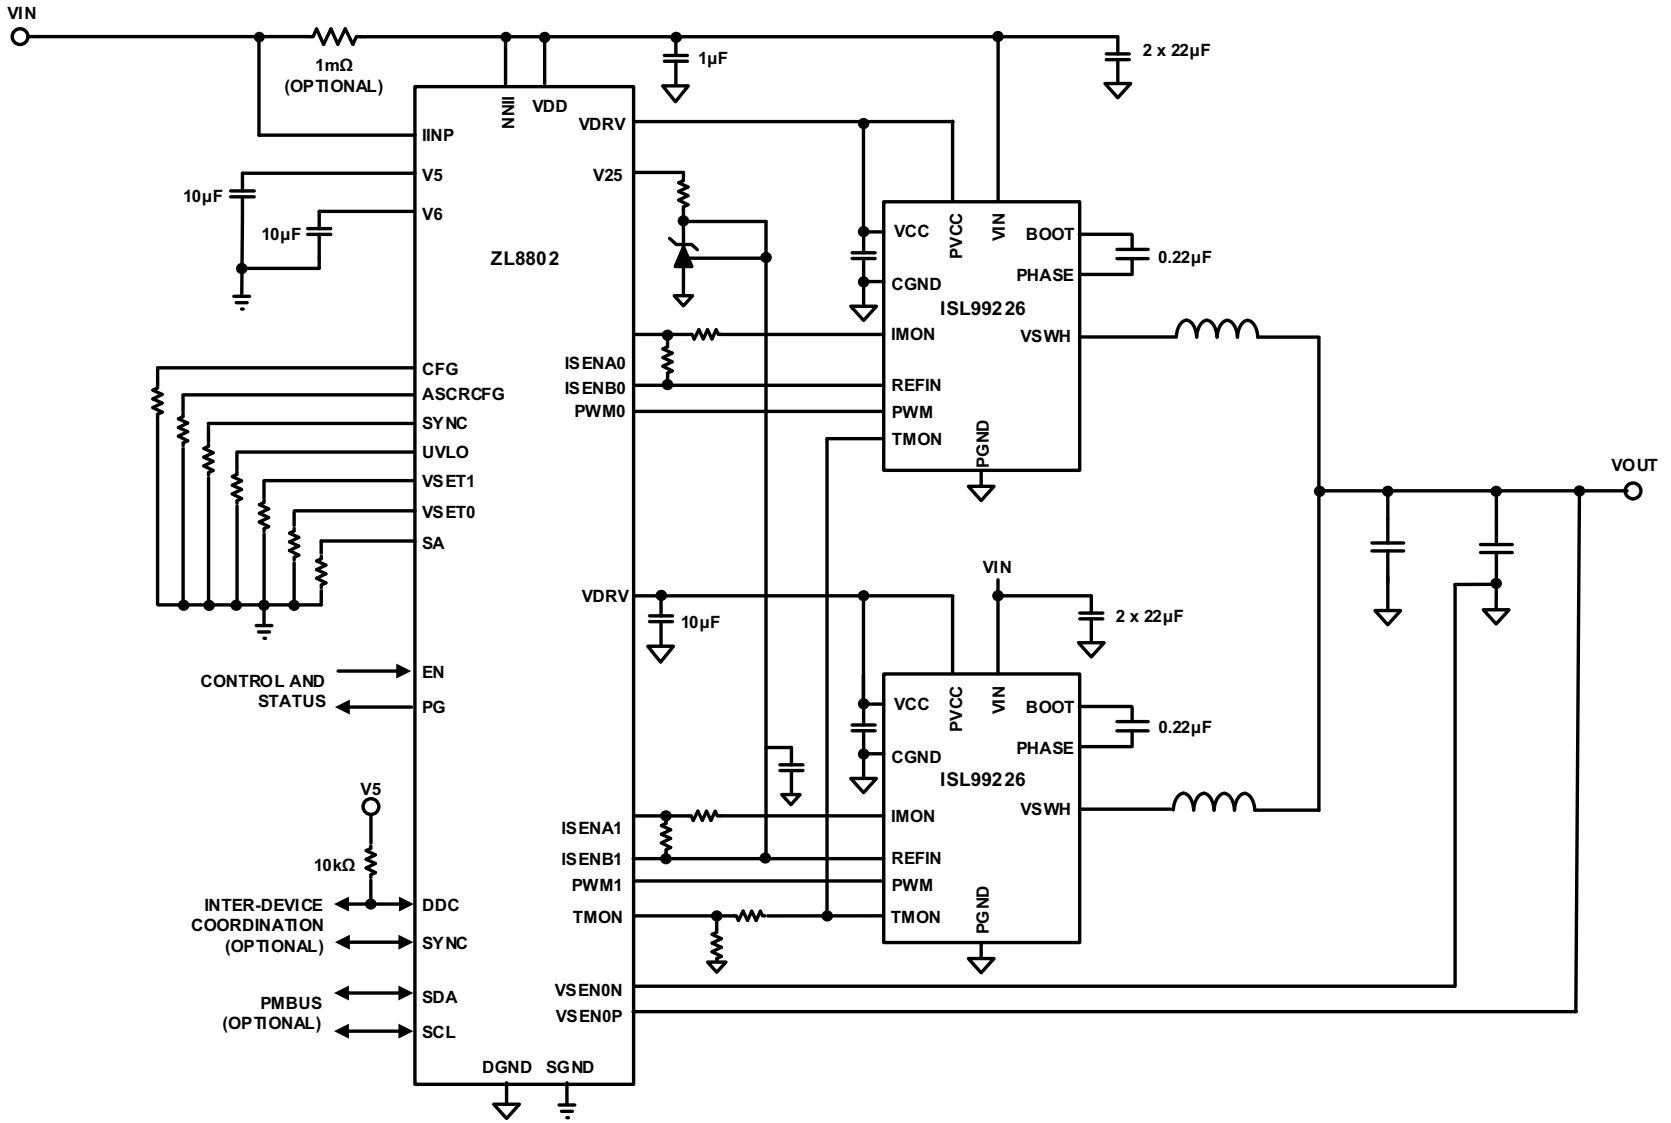 VIN
1mΩ
(OPTIONAL)
1µF
2 x 22µF
IINN
VDD
VDRV
IINP
V5
V25
10µF
V6
10µF
ZL8802
VCC
PVCC
VIN
BOOT
0.22µF
PHASE
CGND
ISL99226
IMON
VSWH
ISENA0
ISENB0
REFIN
PWM0
PWM
TMON
PGND
CFG
ASCRCFG
SYNC
UVLO
VSET1
VSET0
SA
VOUT
VDRV
10µF
VIN
2 x 22µF
CONTROL AND
STATUS
EN
PG
VCC
PVCC
VIN
BOOT
0.22µF
PHASE
CGND
ISL99226
VSWH
V5
10kΩ
ISENA1
IMON
ISENB1
REFIN
PWM1
PWM
TMON
TMON
PGND
INTER-DEVICE
COORDINATION
(OPTIONAL)
DDC
SYNC
PMBUS
(OPTIONAL)
SDA
SCL
VSEN0N
VSEN0P
DGND
SGND